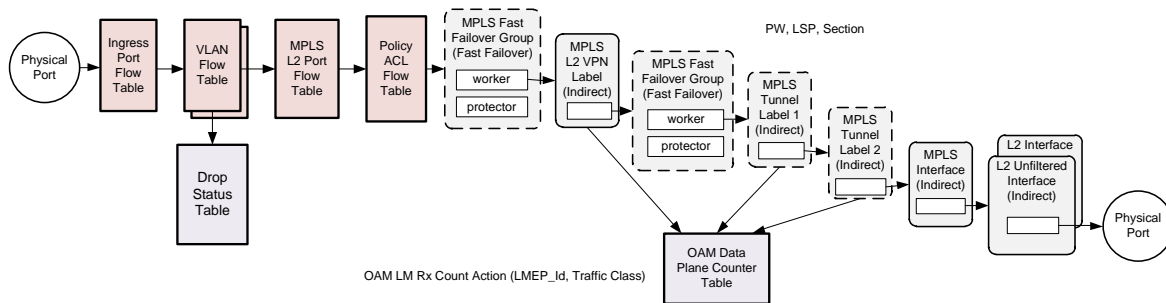 Physical
Port
Ingress
Port
Flow
Table
VLAN
Flow
Table
Drop
Status
Table
MPLS
L2 Port
Flow
Table
Policy
ACL
Flow
Table
MPLS Fast
Failover Group
(Fast Failover)
worker
protector
MPLS
L2 VPN
Label
(Indirect)
MPLS Fast
Failover Group
(Fast Failover)
worker
protector
PW, LSP, Section
MPLS
Tunnel
Label 1
(Indirect)
MPLS
Tunnel
Label 2
(Indirect)
MPLS
Interface
(Indirect)
L2 Interface
L2 Unfiltered
Interface
(Indirect)
Physical
Port
OAM LM Rx Count Action (LMEP_Id, Traffic Class)
OAM Data
Plane Counter
Table